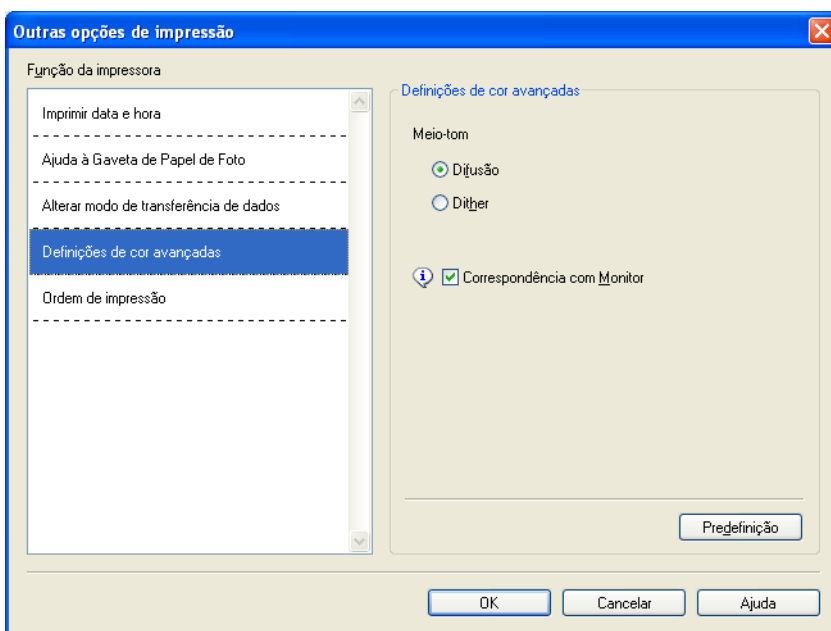 Outras opções de impressão
Função da impressora
Imprimir data e hora
Ajuda à Gaveta de Papel de Foto
Alterar modo de transferência de dados
Definições de cor avançadas
Ordem de impressão
Definições de cor avançadas
Meio-tom
Difusão
Dither
Correspondência com Monitor
Predefinição
OK
Cancelar
Ajuda